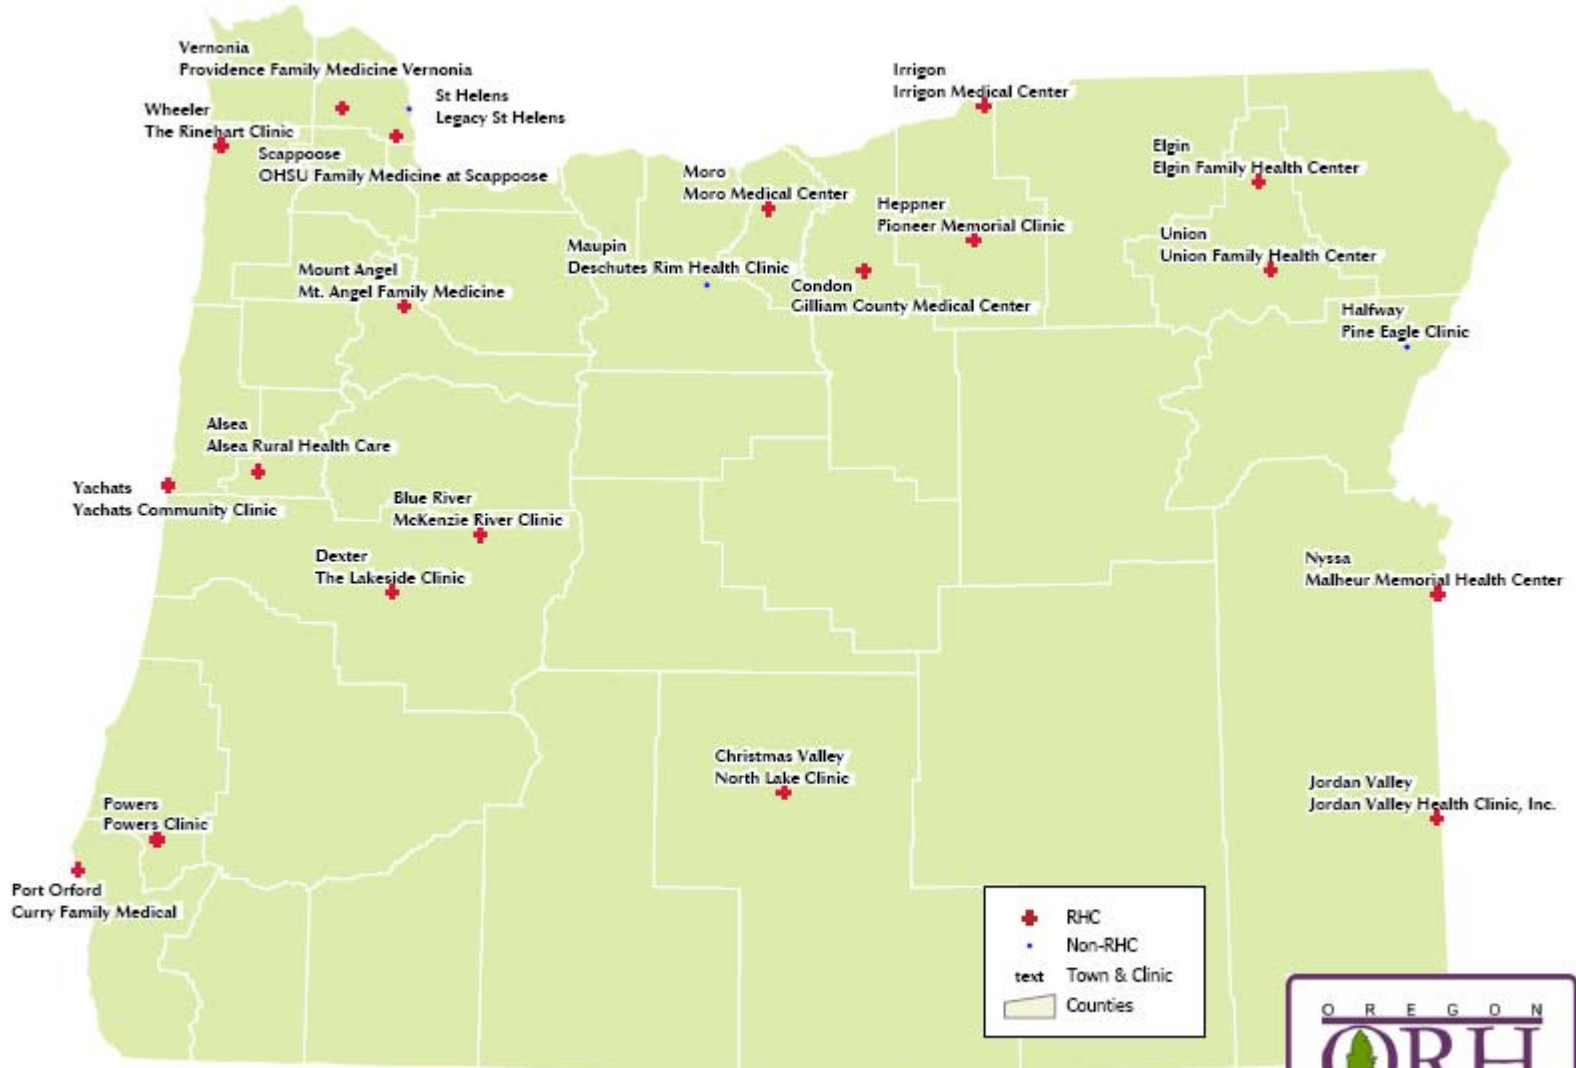 Vernonia
Providence Family Medicine Vernonia
St Helens
Legacy St Helens
Wheeler
The Rinehart Clinic
Scappoose
OHSU Family Medicine at Scappoose
Irrigon
Irrigon Medical Center
Elgin
Elgin Family Health Center
Moro
Moro Medical Center
Heppner
Pioneer Memorial Clinic
Union
Union Family Health Center
Maupin
Deschutes Rim Health Clinic
Mount Angel
Mt. Angel Family Medicine
Condon
Gilliam County Medical Center
Halfway
Pine Eagle Clinic
Alsea
Alsea Rural Health Care
Yachats
Yachats Community Clinic
Blue River
McKenzie River Clinic
Dexter
The Lakeside Clinic
Nyssa
Malheur Memorial Health Center
Christmas Valley
North Lake Clinic
Jordan Valley
Jordan Valley Health Clinic, Inc.
Powers
Powers Clinic
Port Orford
Curry Family Medical
RHC
Non-RHC
text Town & Clinic
Counties
OREGON
ORH